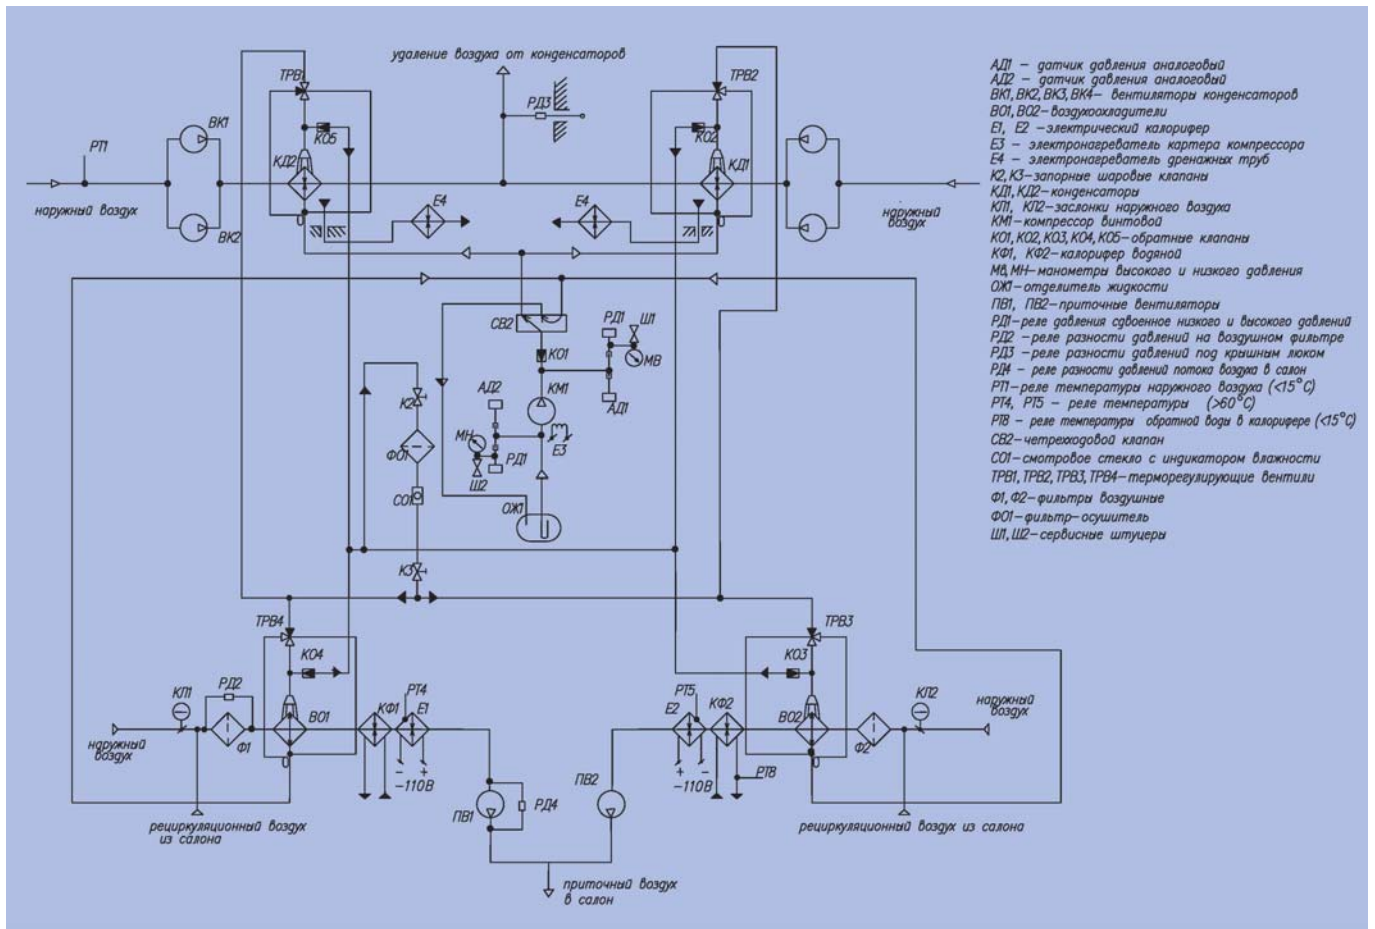 удаление воздуха от конденсаторов
ТРВ1
ТРВ2
РД3
ВК1
РТ1
КО5
КО2
КД2
КД1
наружный воздух
ВК2
Е4
Е4
наружный
воздух
СВ2
РД1
Ш1
КО1
МВ
АД2
КМ1
АД1
К2
МН
Е3
ФО1
РД1
Ш2
СО1
ОЖ1
К3
ТРВ4
ТРВ3
КО4
КО3
КЛ1
РД2
РТ4
КФ1
Е1
ВО1
Ф1
наружный
воздух
– +
–110В
РТ5
Е2
КФ2
ВО2
КЛ2
наружный
воздух
Ф2
+ –
–110В
РТ8
ПВ2
ПВ1
РД4
рециркуляционный воздух
из салона
рециркуляционный воздух из салона
приточный воздух
в салон
АД1 – датчик давления аналоговый
АД2 – датчик давления аналоговый
ВК1, ВК2, ВК3, ВК4– вентиляторы конденсаторов
ВО1, ВО2–воздухоохладители
Е1, Е2 –электрический калорифер
Е3 – электронагреватель картера компрессора
Е4 – электронагреватель дренажных труб
К2, К3–запорные шаровые клапаны
КД1, КД2–конденсаторы
КЛ1, КЛ2–заслонки наружного воздуха
КМ1–компрессор винтовой
КО1, КО2, КО3, КО4, КО5–обратные клапаны
КФ1, КФ2–калорифер водяной
Мв, МН–манометры высокого и низкого давления
ОЖ1–отделитель жидкости
ПВ1, ПВ2–приточные вентиляторы
РД1–реле давления сдвоенное низкого и высокого давлений
РД2 –реле разности давлений на воздушном фильтре
РД3 –реле разности давлений под крышным люком
РД4 – реле разности давлений потока воздуха в салон
РТ1–реле температуры наружного воздуха (<15°С)
РТ4, РТ5 – реле температуры (>60°С)
РТ8 – реле температуры обратной воды в калорифере (<15°С)
СВ2–четрехходовой клапан
СО1–смотровое стекло с индикатором влажности
ТРВ1, ТРВ2, ТРВ3, ТРВ4–терморегулирующие вентили
Ф1, Ф2–фильтры воздушные
ФО1–фильтр–осушитель
Ш1, Ш2–сервисные штуцеры